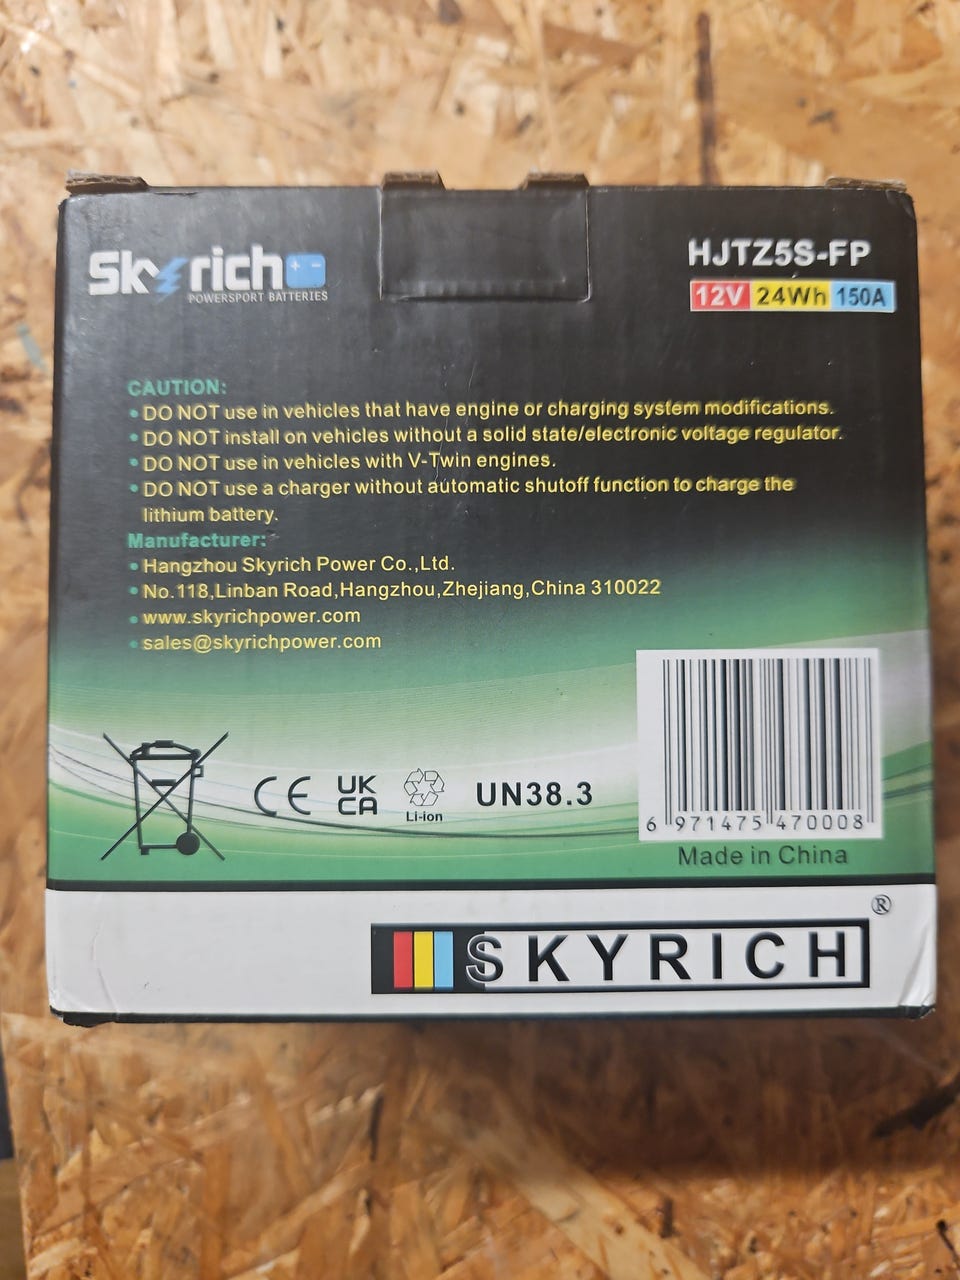 Skyrich
POWERSPORT BATTERIES
HJTZ5S-FP
12V 24Wh 150A
CAUTION:
• DO NOT use in vehicles that have engine or charging system modifications.
• DO NOT install on vehicles without a solid state/electronic voltage regulator.
• DO NOT use in vehicles with V-Twin engines.
• DO NOT use a charger without automatic shutoff function to charge the
lithium battery.
Manufacturer:
• Hangzhou Skyrich Power Co.,Ltd.
• No.118,Linban Road,Hangzhou,Zhejiang,China 310022
• www.skyrichpower.com
• sales@skyrichpower.com
CE
UK
CA
Li-ion
UN38.3
6 971475 470008
Made in China
SKYRICH®